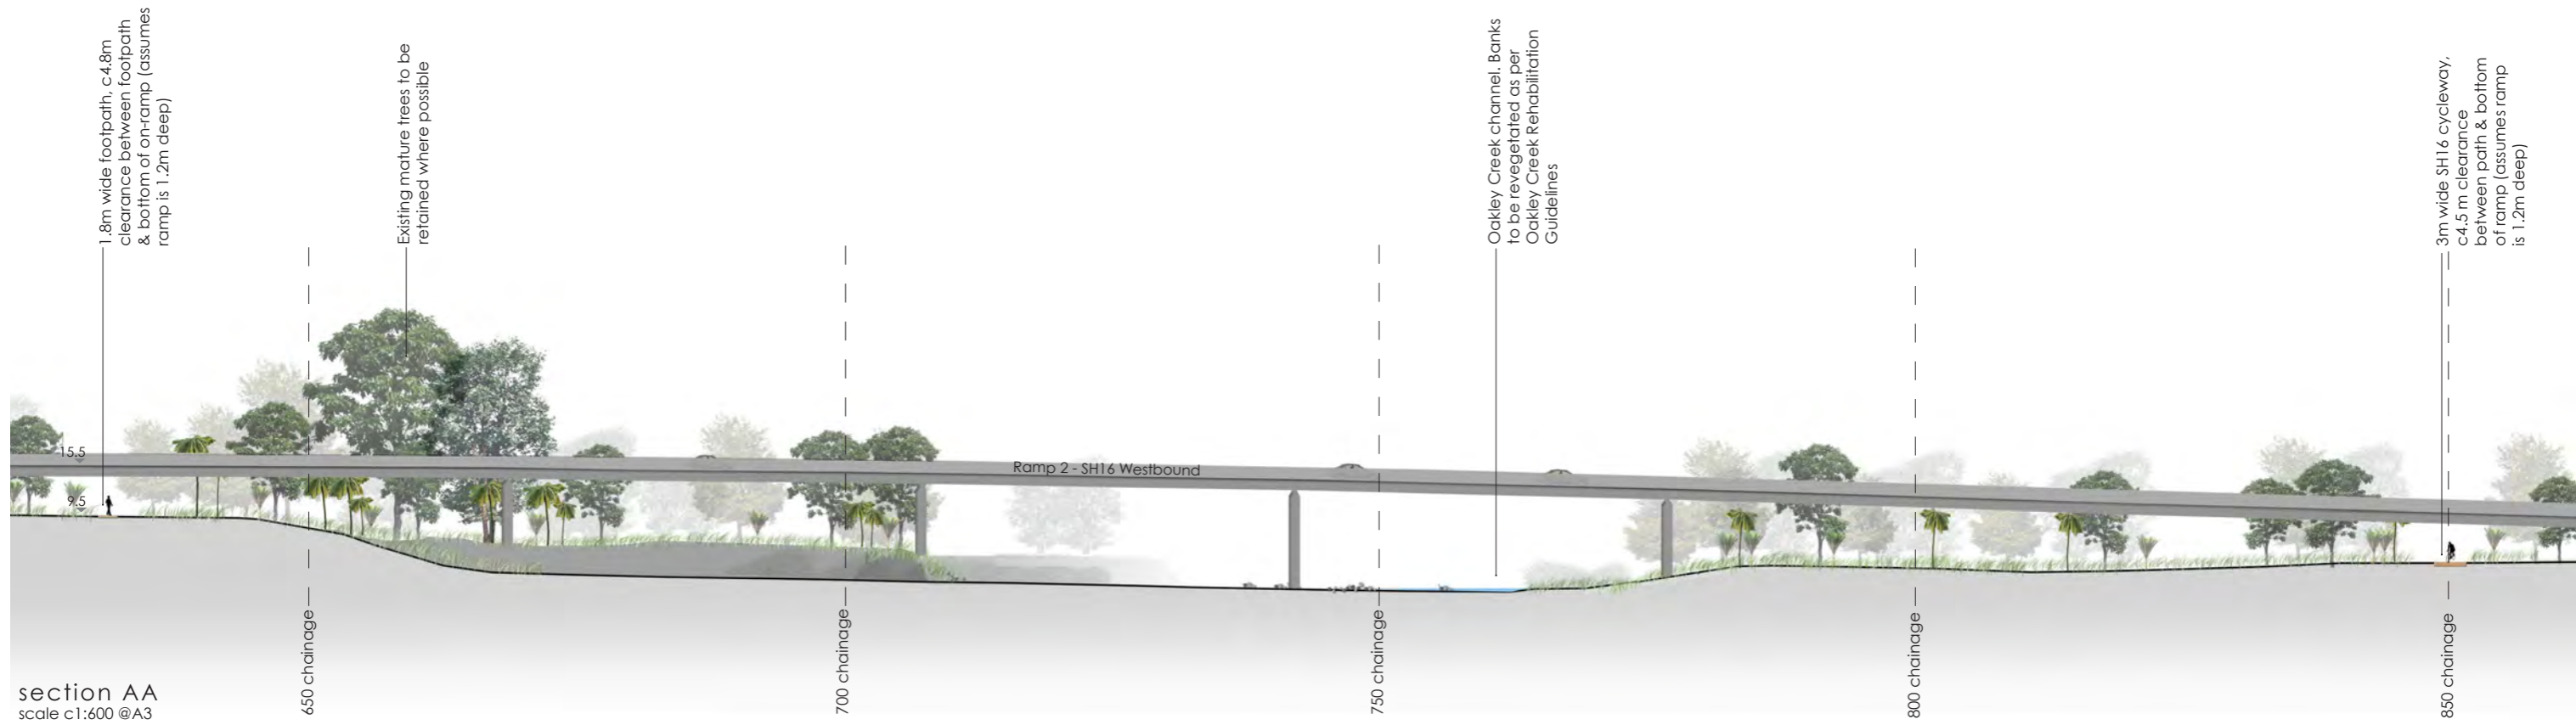 1.8m wide footpath, c4.8m
clearance between footpath
& bottom of on-ramp (assumes
ramp is 1.2m deep)
Existing mature trees to be
retained where possible
Oakley Creek channel. Banks
to be revegetated as per
Oakley Creek Rehabilitation
Guidelines
3m wide SH16 cycleway,
c4.5 m clearance
between path & bottom
of ramp (assumes ramp
is 1.2m deep)
15.5
9.5
Ramp 2 - SH16 Westbound
650 chainage
700 chainage
750 chainage
800 chainage
850 chainage
section AA
scale c1:600 @A3